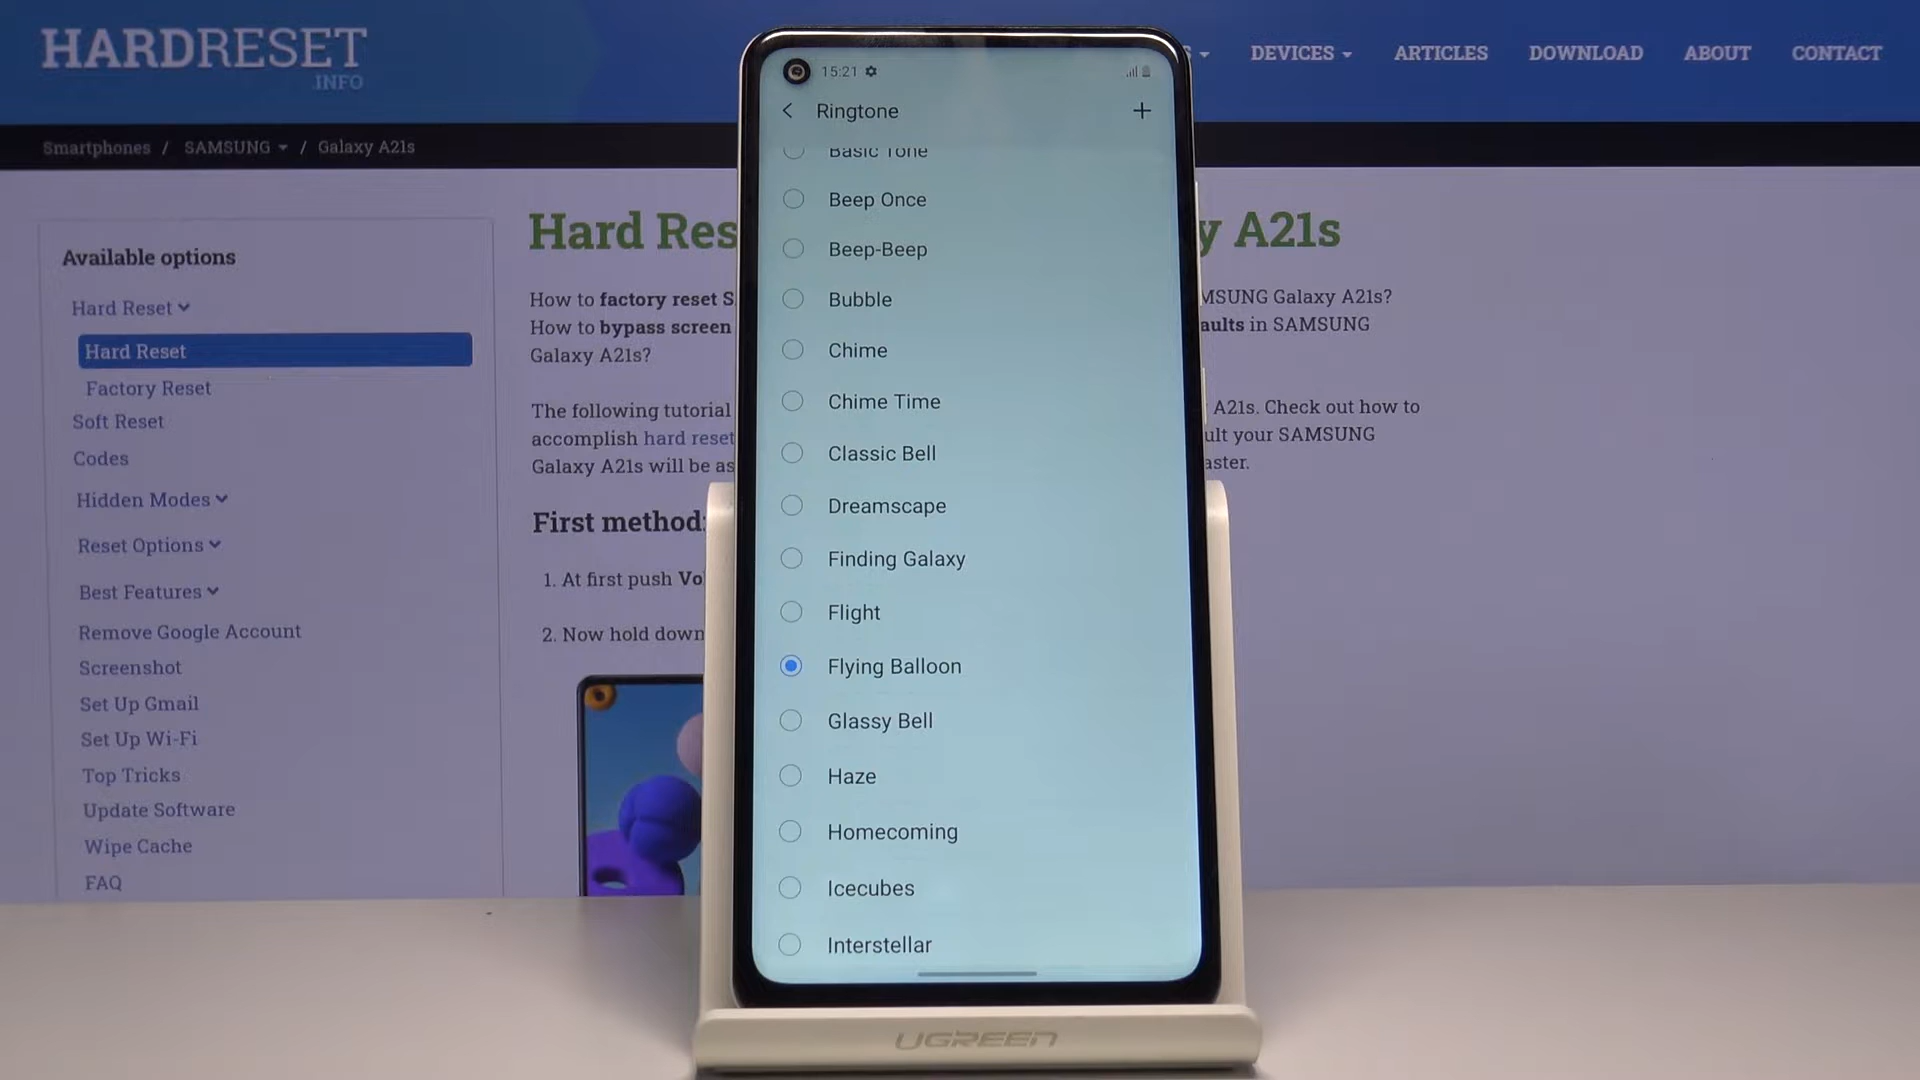 HARDRESET
.INFO
DEVICES
ARTICLES
DOWNLOAD
ABOUT
CONTACT
Smartphones / SAMSUNG / Galaxy A21s
Available options
Hard Reset
Hard Reset
Factory Reset
Soft Reset
Codes
Hidden Modes
Reset Options
Best Features
Remove Google Account
Screenshot
Set Up Gmail
Set Up Wi-Fi
Top Tricks
Update Software
Wipe Cache
FAQ
Hard Res
y A21s
How to factory reset S
MSUNG Galaxy A21s?
How to bypass screen
aults in SAMSUNG
Galaxy A21s?
The following tutorial
A21s. Check out how to
accomplish hard reset
ult your SAMSUNG
Galaxy A21s will be as
aster.
First method:
1. At first push Vo
2. Now hold down
15:21
Ringtone
Basic Tone
Beep Once
Beep-Beep
Bubble
Chime
Chime Time
Classic Bell
Dreamscape
Finding Galaxy
Flight
Flying Balloon
Glassy Bell
Haze
Homecoming
Icecubes
Interstellar
UGREEN